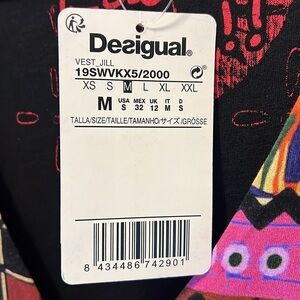 Desigual®
VEST_JILL
19SWVKX5/2000
XS S M L XL XXL
M USA S MEX 32 UK 12 IT M D S
TALLA/SIZE/TAILLE/TAMANHO/サイズ/GRÖSSE
8 434486 742901